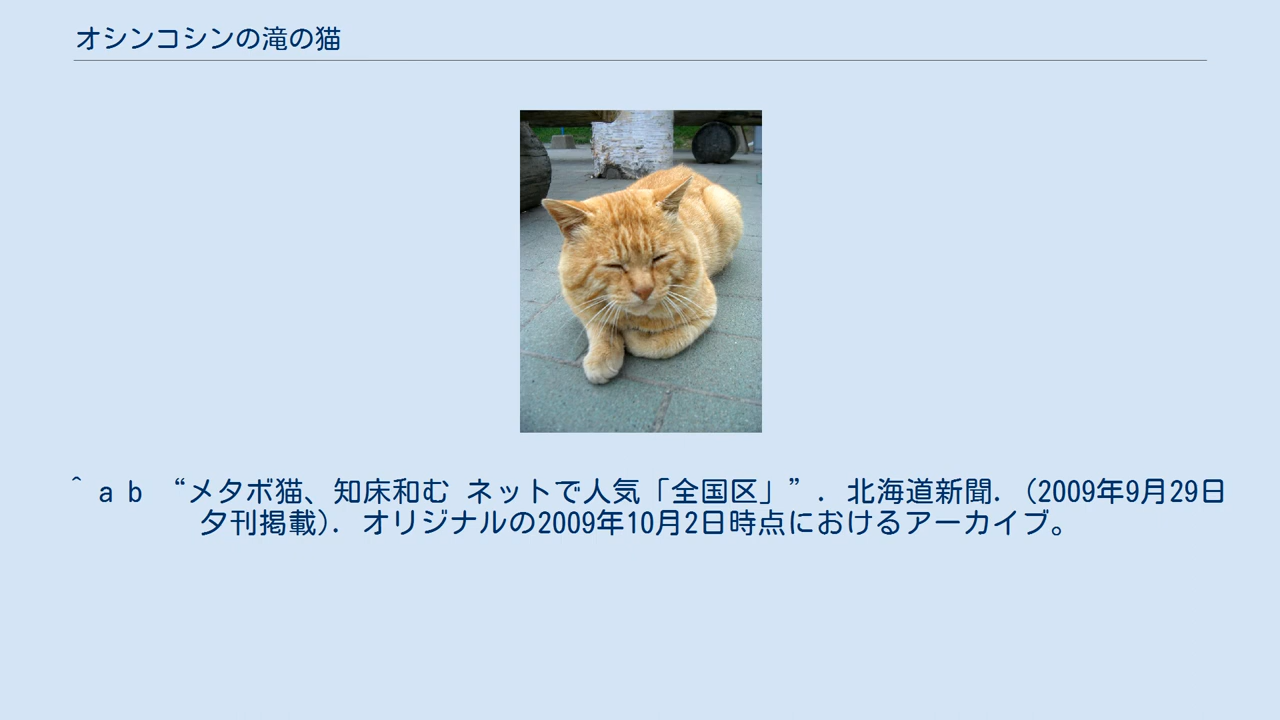 オシンコシンの滝の猫
^ a b “メタボ猫、知床和む ネットで人気「全国区」”. 北海道新聞. (2009年9月29日
夕刊掲載). オリジナルの2009年10月2日時点におけるアーカイブ。